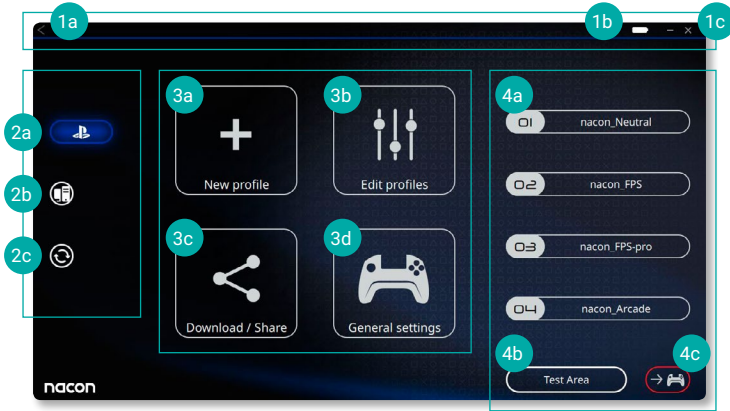 1a
1b
1c
2a
2b
2c
3a
New profile
3b
Edit profiles
3c
Download / Share
3d
General settings
4a
01 nacon_Neutral
02 nacon_FPS
03 nacon_FPS-pro
04 nacon_Arcade
4b
Test Area
4c
nacon